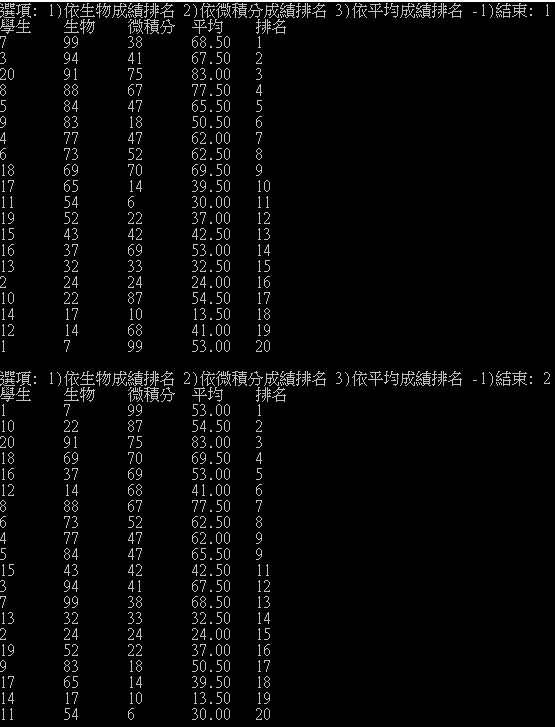 選項: 1)依生物成績排名 2)依微積分成績排名 3)依平均成績排名 -1)結束: 1
學生 生物 微積分 平均 排名
7 99 38 68.50 1
3 94 41 67.50 2
20 91 75 83.00 3
8 88 67 77.50 4
5 84 47 65.50 5
9 83 18 50.50 6
4 77 47 62.00 7
6 73 52 62.50 8
18 69 70 69.50 9
17 65 14 39.50 10
11 54 6 30.00 11
19 52 22 37.00 12
15 43 42 42.50 13
16 37 69 53.00 14
13 32 33 32.50 15
2 24 24 24.00 16
10 22 87 54.50 17
14 17 10 13.50 18
12 14 68 41.00 19
1 7 99 53.00 20
選項: 1)依生物成績排名 2)依微積分成績排名 3)依平均成績排名 -1)結束: 2
學生 生物 微積分 平均 排名
1 7 99 53.00 1
10 22 87 54.50 2
20 91 75 83.00 3
18 69 70 69.50 4
16 37 69 53.00 5
12 14 68 41.00 6
8 88 67 77.50 7
6 73 52 62.50 8
4 77 47 62.00 9
5 84 47 65.50 9
15 43 42 42.50 11
3 94 41 67.50 12
7 99 38 68.50 13
13 32 33 32.50 14
2 24 24 24.00 15
19 52 22 37.00 16
9 83 18 50.50 17
17 65 14 39.50 18
14 17 10 13.50 19
11 54 6 30.00 20